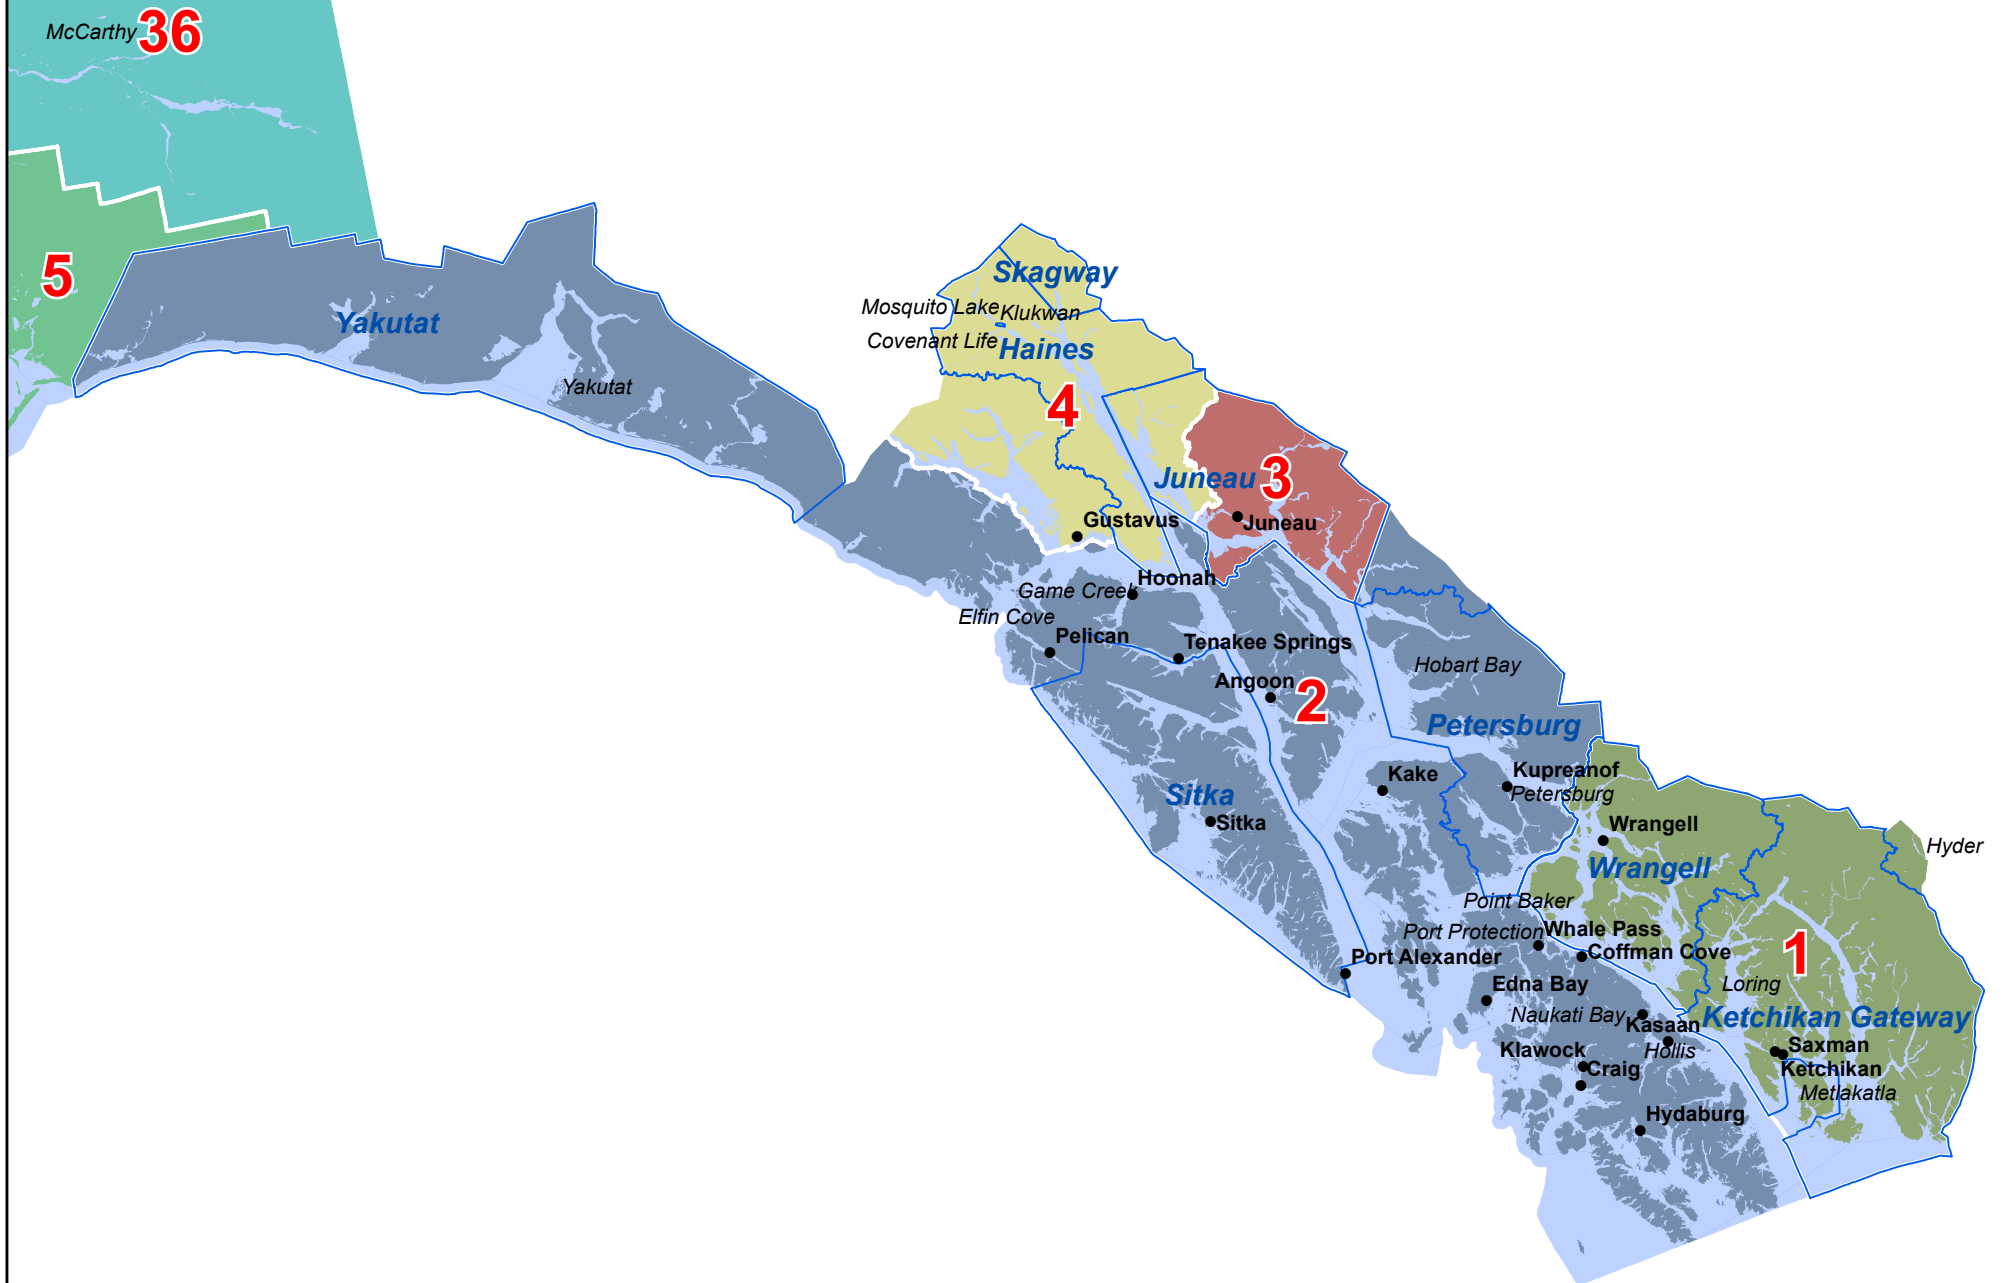 McCarthy 36
5
Yakutat
Yakutat
Skagway
Mosquito Lake
Klukwan
Covenant Life
Haines
4
Juneau
3
Gustavus
Juneau
Hoonah
Game Creek
Elfin Cove
Pelican
Tenakee Springs
Hobart Bay
Angoon
2
Petersburg
Kake
Kupreanof
Petersburg
Sitka
Sitka
Wrangell
Hyder
Wrangell
Point Baker
Port Protection
Whale Pass
Coffman Cove
Port Alexander
1
Edna Bay
Loring
Naukati Bay
Kasaan
Ketchikan Gateway
Klawock
Hollis
Saxman
Craig
Ketchikan
Metlakatla
Hydaburg